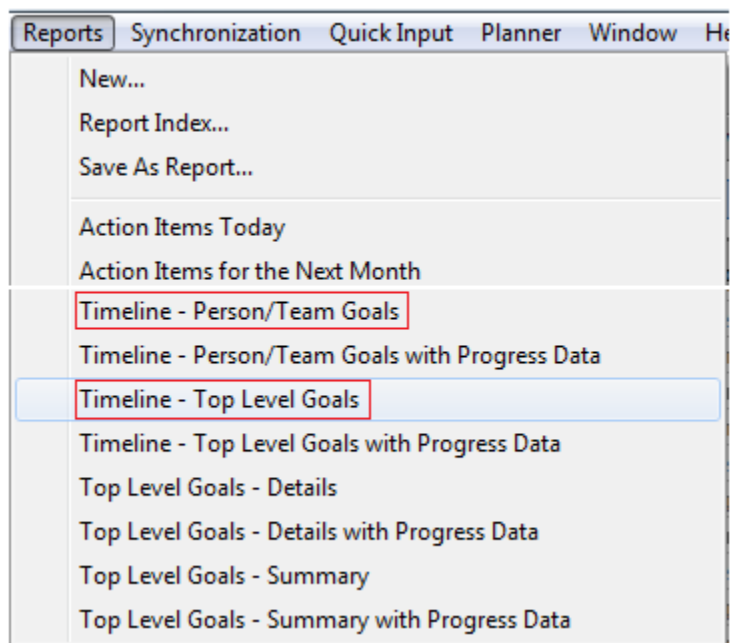 Reports Synchronization Quick Input Planner Window He
New...
Report Index...
Save As Report...
Action Items Today
Action Items for the Next Month
Timeline - Person/Team Goals
Timeline - Person/Team Goals with Progress Data
Timeline - Top Level Goals
Timeline - Top Level Goals with Progress Data
Top Level Goals - Details
Top Level Goals - Details with Progress Data
Top Level Goals - Summary
Top Level Goals - Summary with Progress Data